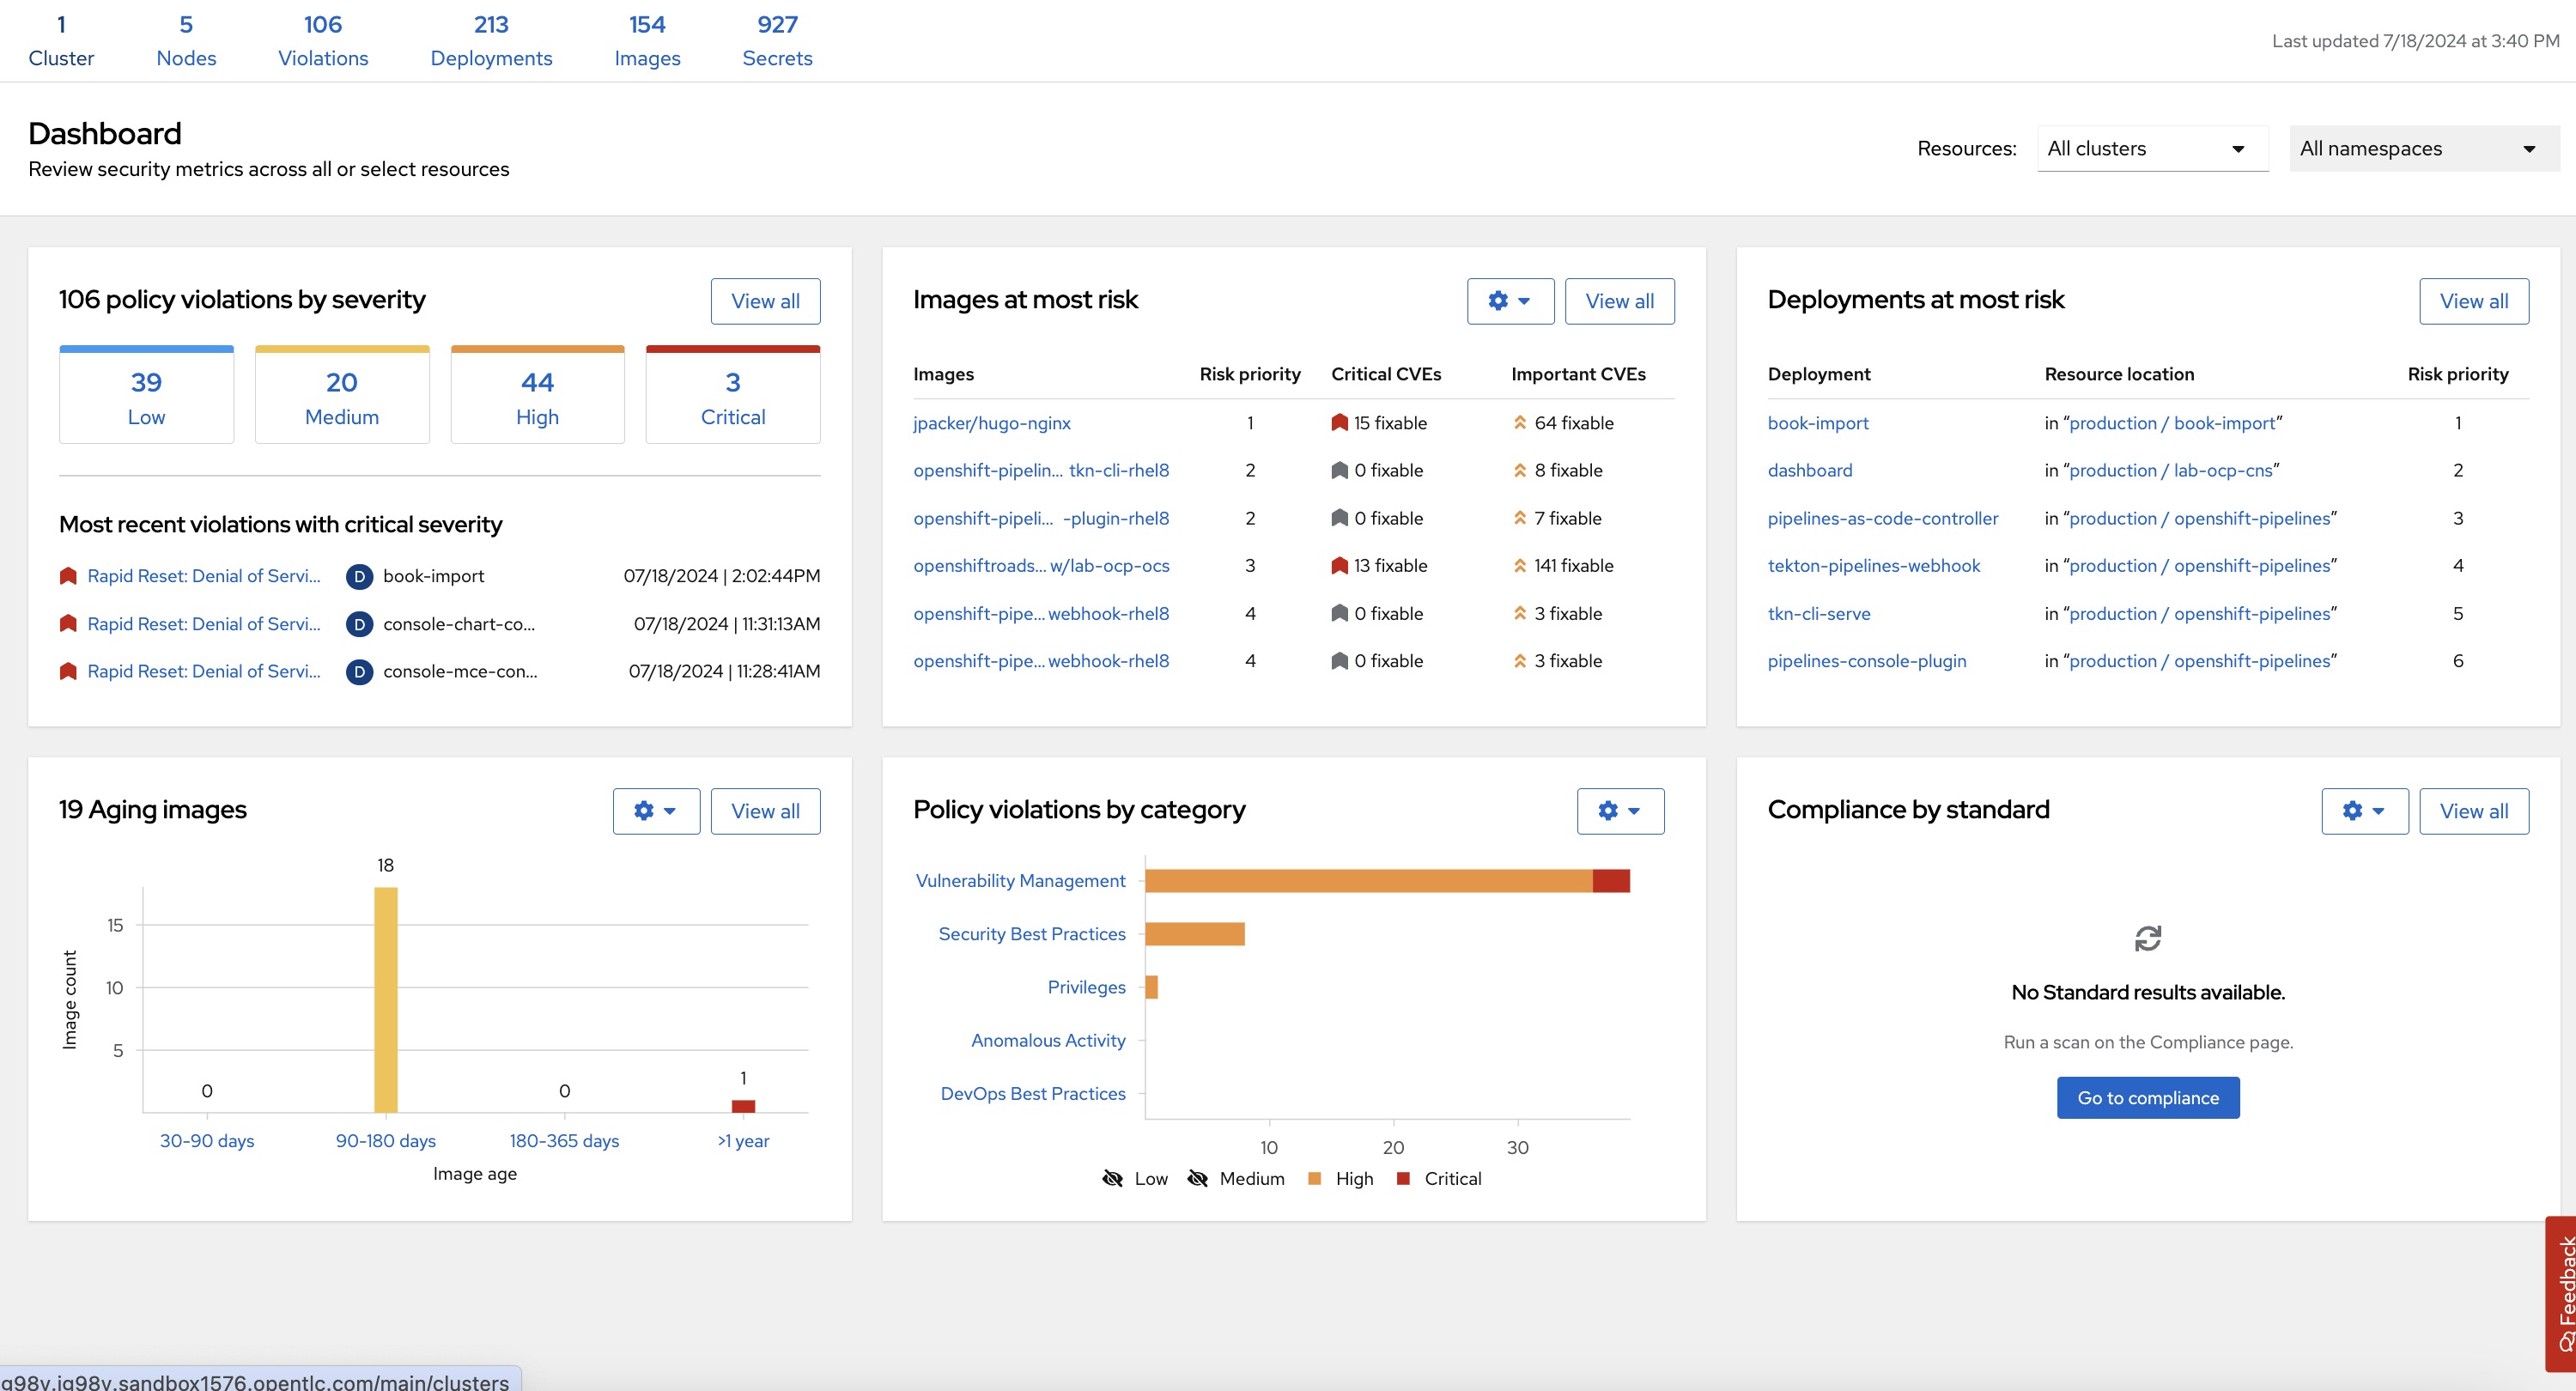 1 5 106 213 154 927
Cluster Nodes Violations Deployments Images Secrets
Last updated 7/18/2024 at 3:40 PM
Dashboard
Review security metrics across all or select resources
Resources: All clusters All namespaces
106 policy violations by severity
View all
39 20 44 3
Low Medium High Critical
Most recent violations with critical severity
Rapid Reset: Denial of Servi... D book-import 07/18/2024 | 2:02:44PM
Rapid Reset: Denial of Servi... D console-chart-co... 07/18/2024 | 11:31:13AM
Rapid Reset: Denial of Servi... D console-mce-con... 07/18/2024 | 11:28:41AM
Images at most risk
View all
Images Risk priority Critical CVEs Important CVEs
jpacker/hugo-nginx 1 15 fixable 64 fixable
openshift-pipelin... tkn-cli-rhel8 2 0 fixable 8 fixable
openshift-pipeli... -plugin-rhel8 2 0 fixable 7 fixable
openshiftroads... w/lab-ocp-ocs 3 13 fixable 141 fixable
openshift-pipe... webhook-rhel8 4 0 fixable 3 fixable
openshift-pipe... webhook-rhel8 4 0 fixable 3 fixable
Deployments at most risk
View all
Deployment Resource location Risk priority
book-import in “production / book-import” 1
dashboard in “production / lab-ocp-cns” 2
pipelines-as-code-controller in “production / openshift-pipelines” 3
tekton-pipelines-webhook in “production / openshift-pipelines” 4
tkn-cli-serve in “production / openshift-pipelines” 5
pipelines-console-plugin in “production / openshift-pipelines” 6
19 Aging images
View all
18
15
10
5
Image count
0 0 1
30-90 days 90-180 days 180-365 days >1 year
Image age
Policy violations by category
Vulnerability Management
Security Best Practices
Privileges
Anomalous Activity
DevOps Best Practices
10 20 30
Low Medium High Critical
Compliance by standard
View all
No Standard results available.
Run a scan on the Compliance page.
Go to compliance
Feedback
g98v.jg98v.sandbox1576.opentlc.com/main/clusters